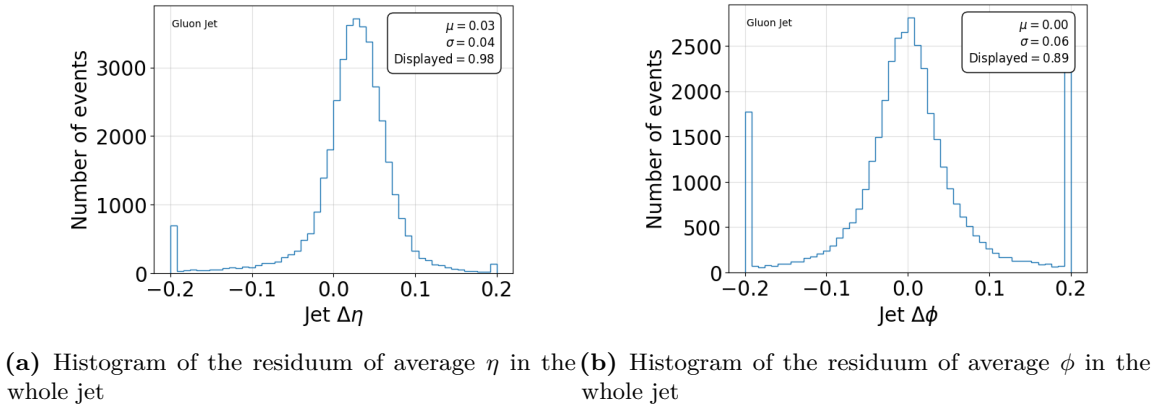 Gluon Jet
μ = 0.03
σ = 0.04
Displayed = 0.98
Number of events
3000
2000
1000
0
−0.2 −0.1 0.0 0.1 0.2
Jet Δη
Gluon Jet
μ = 0.00
σ = 0.06
Displayed = 0.89
Number of events
2500
2000
1500
1000
500
0
−0.2 −0.1 0.0 0.1 0.2
Jet Δϕ
(a) Histogram of the residuum of average η in the
whole jet
(b) Histogram of the residuum of average ϕ in the
whole jet